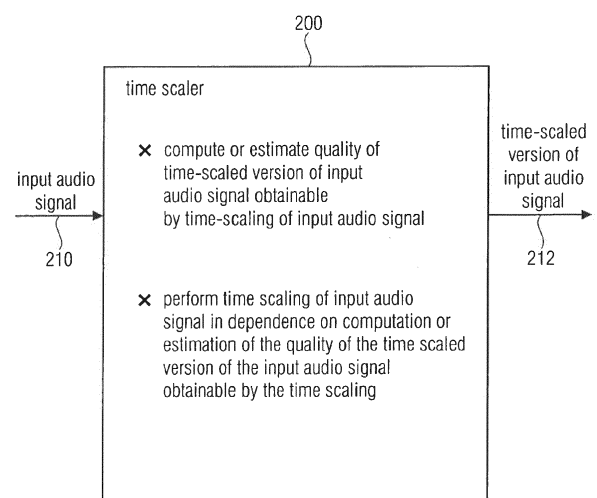 200
time scaler
× compute or estimate quality of
time-scaled version of input
audio signal obtainable
by time-scaling of input audio signal
input audio
signal
210
time-scaled
version of
input audio
signal
212
× perform time scaling of input audio
signal in dependence on computation or
estimation of the quality of the time scaled
version of the input audio signal
obtainable by the time scaling